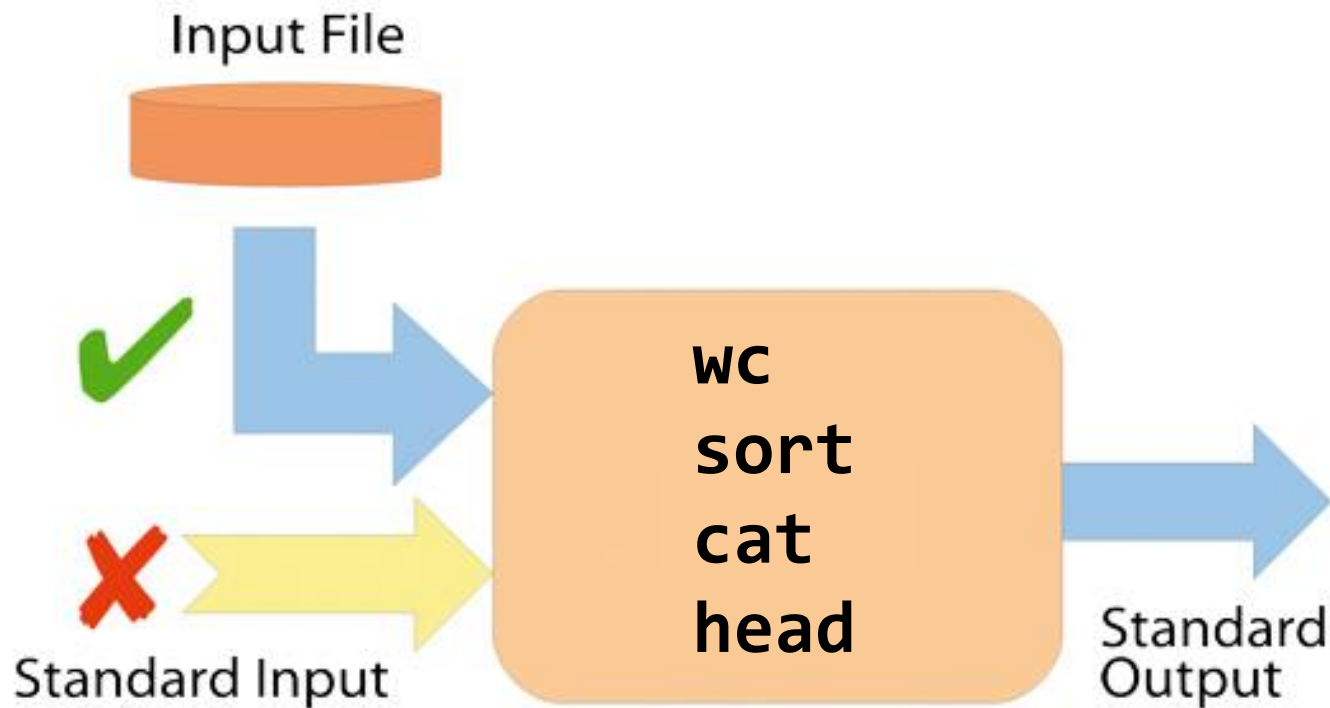 Input File
wc
sort
cat
head
Standard Input
Standard
Output